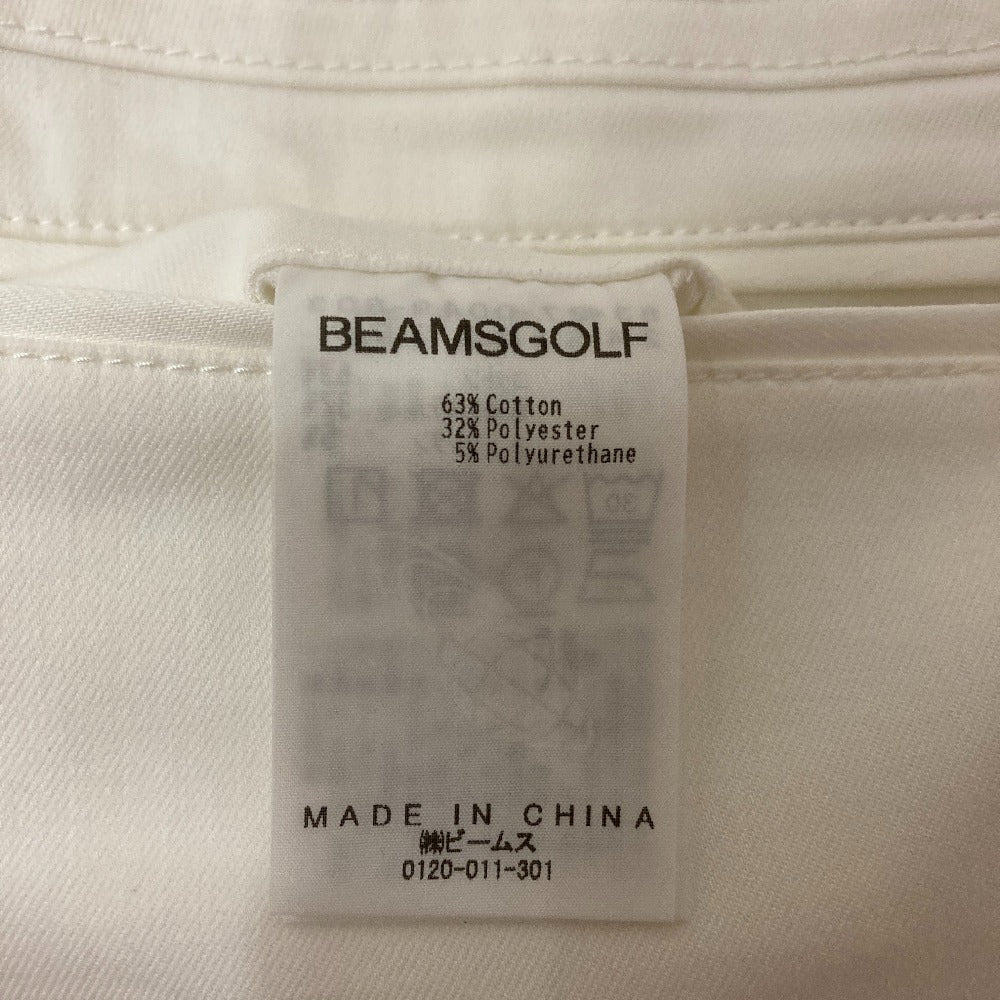 BEAMSGOLF
63% Cotton
32% Polyester
5% Polyurethane
MADE IN CHINA
㈱ビームス
0120-011-301